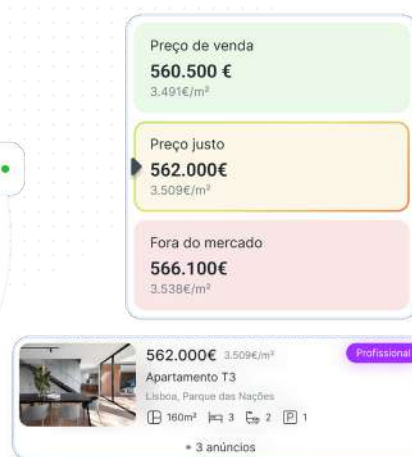 Preço de venda
560.500 €
3.491€/m²
Preço justo
562.000€
3.509€/m²
Fora do mercado
566.100€
3.538€/m²
562.000€ 3.509€/m² Profissional
Apartamento T3
Lisboa, Parque das Nações
160m² 3 2 P 1
+ 3 anúncios